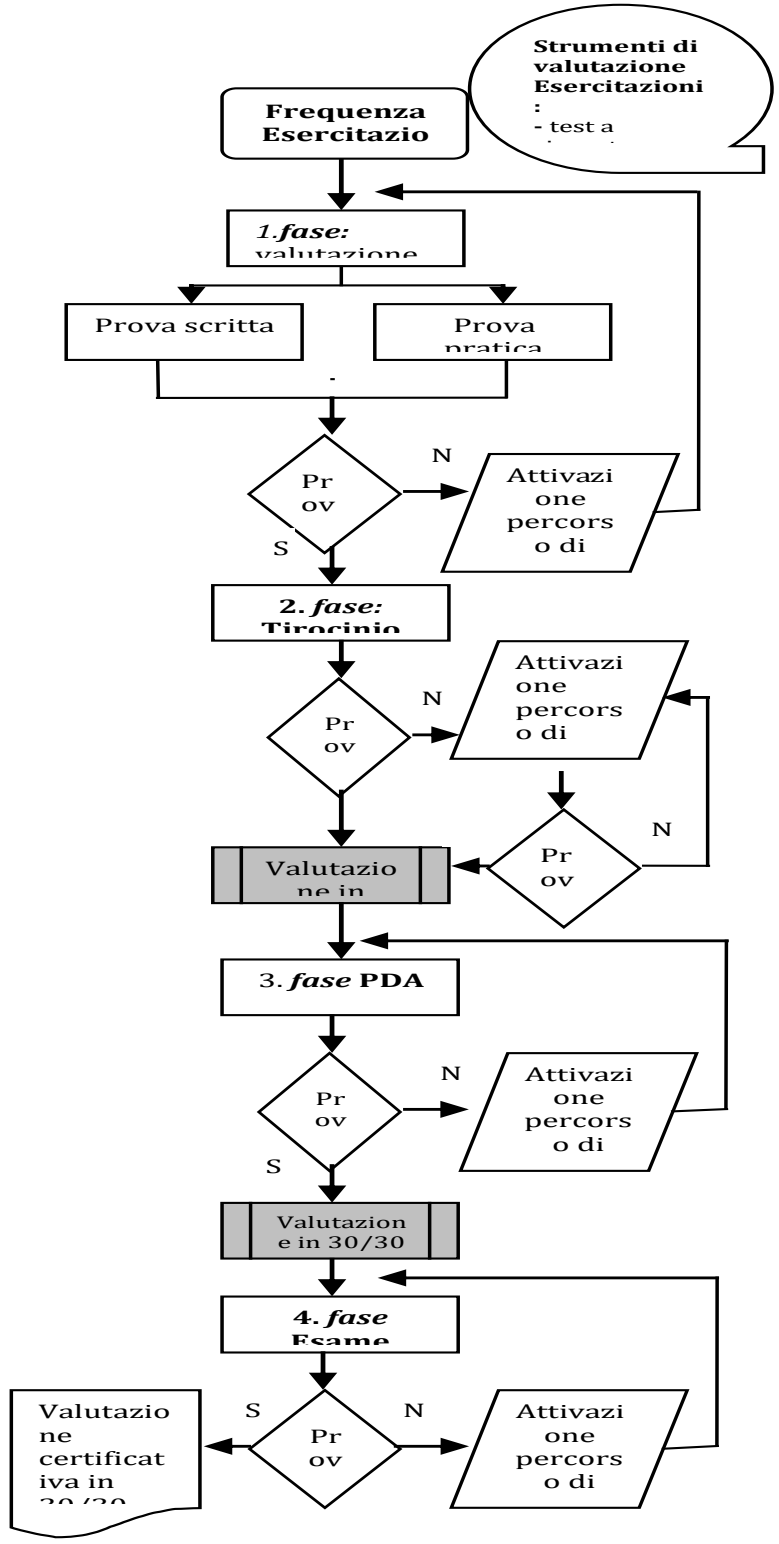 Strumenti di
valutazione
Esercitazioni
:
- test a
Frequenza
Esercitazio
1.fase:
valutazione
Prova scritta
Prova
pratica
-
N
Pr
ov
Attivazi
one
percors
o di
S
2. fase:
Tirocinio
N
Pr
ov
Attivazi
one
percors
o di
N
Pr
ov
Valutazio
ne in
3. fase PDA
N
Pr
ov
Attivazi
one
percors
o di
S
Valutazion
e in 30/30
4. fase
Esame
S
N
Pr
ov
Valutazio
ne
certificat
iva in
30/30
Attivazi
one
percors
o di